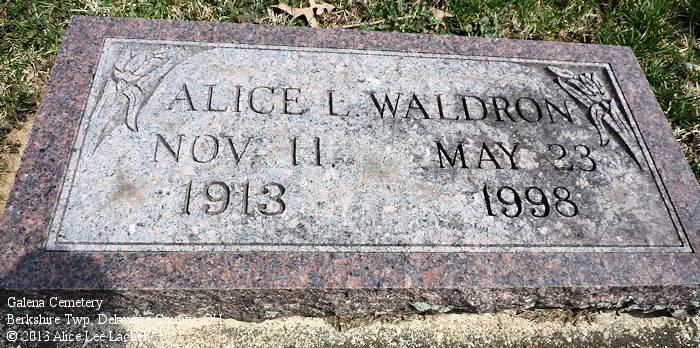 ALICE L. WALDRON
NOV. 11. MAY 23
1913 1998
Galena Cemetery
Berkshire Twp, Delaware County, OH
© 2013 Alice Lee Lacher